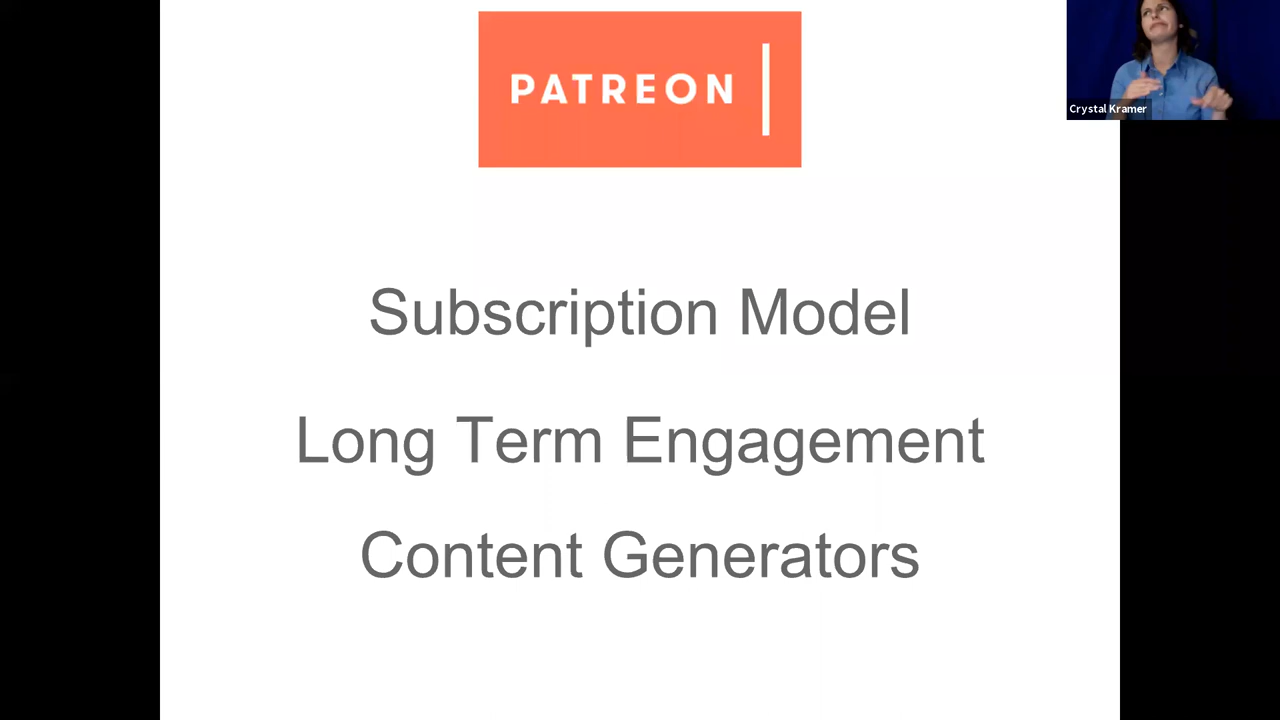 PATREON
Crystal Kramer
Subscription Model
Long Term Engagement
Content Generators